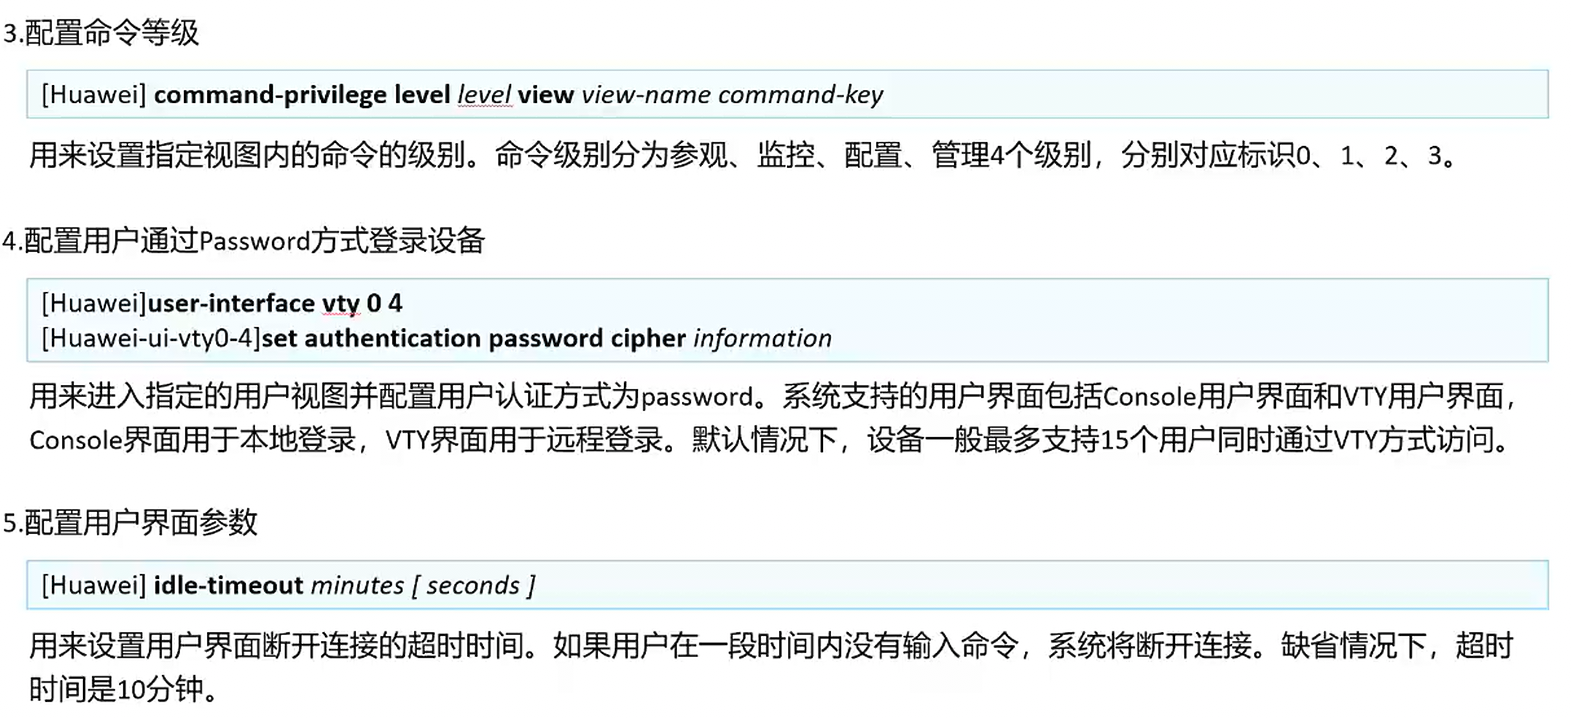 3.配置命令等级
[Huawei] command-privilege level level view view-name command-key
用来设置指定视图内的命令的级别。命令级别分为参观、监控、配置、管理4个级别，分别对应标识0、1、2、3。
4.配置用户通过Password方式登录设备
[Huawei]user-interface vty 0 4
[Huawei-ui-vty0-4]set authentication password cipher information
用来进入指定的用户视图并配置用户认证方式为password。系统支持的用户界面包括Console用户界面和VTY用户界面，
Console界面用于本地登录，VTY界面用于远程登录。默认情况下，设备一般最多支持15个用户同时通过VTY方式访问。
5.配置用户界面参数
[Huawei] idle-timeout minutes [ seconds ]
用来设置用户界面断开连接的超时时间。如果用户在一段时间内没有输入命令，系统将断开连接。缺省情况下，超时
时间是10分钟。